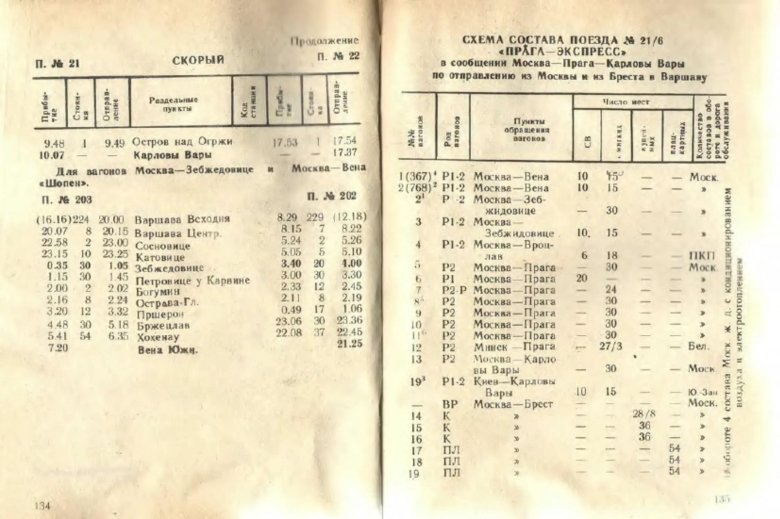 Продолжение
П. № 21 СКОРЫЙ П. № 22
Прибытие Стоянка Отправление Раздельные пункты Код станции Прибытие Стоянка Отправление
9.48 1 9.49 Остров над Огржи 17.53 1 17.54
10.07 — — Карловы Вары — — 17.37
Для вагонов Москва—Зебжедовице и Москва—Вена
«Шопен».
П. № 203 П. № 202
(16.16) 224 20.00 Варшава Всходня 8.29 229 (12.18)
20.07 8 20.15 Варшава Центр. 8.15 7 8.22
22.58 2 23.00 Сосновице 5.24 2 5.26
23.15 10 23.25 Катовице 5.05 5 5.10
0.35 30 1.05 Зебжедовице 3.40 20 4.00
1.15 30 1.45 Петровице у Карвине 3.00 30 3.30
2.00 2 2.02 Богумин 2.33 12 2.45
2.16 8 2.24 Острава-Гл. 2.11 8 2.19
3.20 12 3.32 Пршерон 0.49 17 1.06
4.48 30 5.18 Бржецлав 23.06 30 23.36
5.41 54 6.35 Хохенау 22.08 37 22.45
7.20 Вена Южн. 21.25
134
СХЕМА СОСТАВА ПОЕЗДА № 21/6
«ПРАГА—ЭКСПРЕСС»
в сообщении Москва—Прага—Карловы Вары
по отправлению из Москвы и из Бреста в Варшаву
Число мест
№№ вагонов Род вагонов Пункты обращения вагонов СВ мягких купейных плацкартных Количество составов в обороте и дорога обслуживания
1 (367)¹ Р1-2 Москва—Вена 10 15 — — Моск.
2 (768)² Р1-2 Москва—Вена 10 15 — — »
2¹ Р 2 Москва—Зеб-
жидовице — 30 — — »
3 Р1-2 Москва—
Зебжидовице 10 15 — — »
4 Р1-2 Москва—Вроц-
лав 6 18 — — ПКП
5 Р2 Москва—Прага — 30 — — Моск.
6 Р1 Москва—Прага 20 — — — »
7 Р2-Р Москва—Прага — 24 — — »
8 Р2 Москва—Прага — 30 — — »
9 Р2 Москва—Прага — 30 — — »
10 Р2 Москва—Прага — 30 — — »
11 Р2 Москва—Прага — 30 — — »
12 Р2 Минск—Прага — 27/3 — — Бел.
13 Р2 Москва—Карло-
вы Вары — 30 — — Моск
19³ Р1-2 Киев—Карловы
Вары 10 15 — — Ю-Зап
— ВР Москва—Брест — — — — Моск.
14 К » — — 28/8 — »
15 К » — — 36 — »
16 К » — — 36 — »
17 ПЛ » — — — 54 »
18 ПЛ » — — — 54 »
19 ПЛ » — — — 54 »
В обороте 4 состава Моск ж. д. с кондиционированием
воздуха и электроотоплением
135